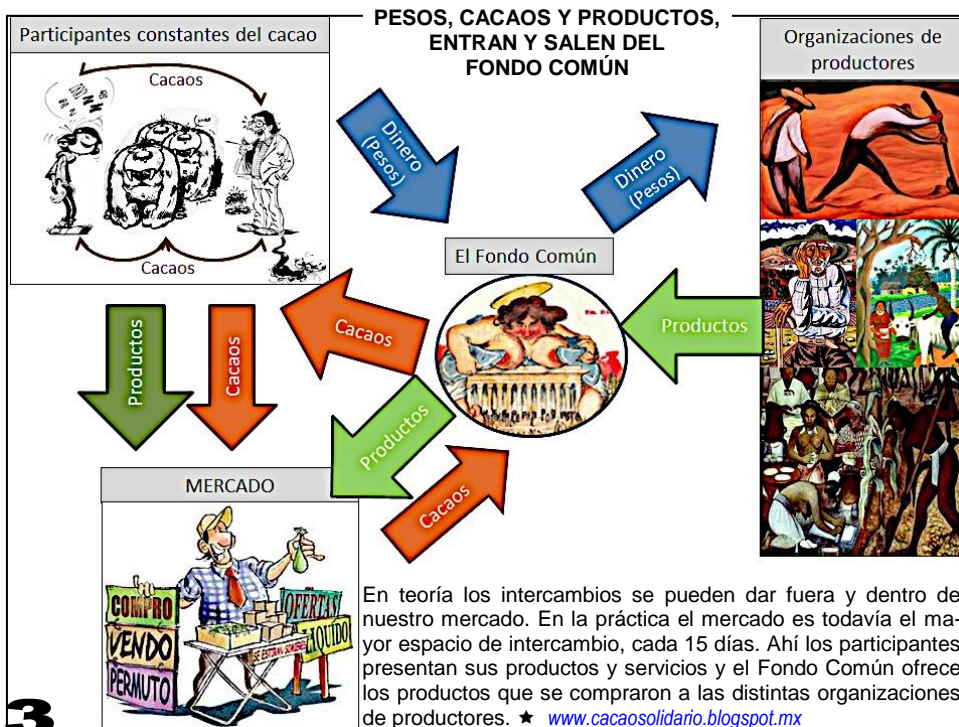 PESOS, CACAOS Y PRODUCTOS,
ENTRAN Y SALEN DEL
FONDO COMÚN
Participantes constantes del cacao
Cacaos
Cacaos
Dinero
(Pesos)
Dinero
(Pesos)
Organizaciones de
productores
El Fondo Común
Productos
Cacaos
Productos
Cacaos
Productos
Cacaos
MERCADO
COMPRO
VENDO
PERMUTO
OFERTAS
LIQUIDO!
En teoría los intercambios se pueden dar fuera y dentro de
nuestro mercado. En la práctica el mercado es todavía el ma-
yor espacio de intercambio, cada 15 días. Ahí los participantes
presentan sus productos y servicios y el Fondo Común ofrece
los productos que se compraron a las distintas organizaciones
de productores. ★ www.cacaosolidario.blogspot.mx
3